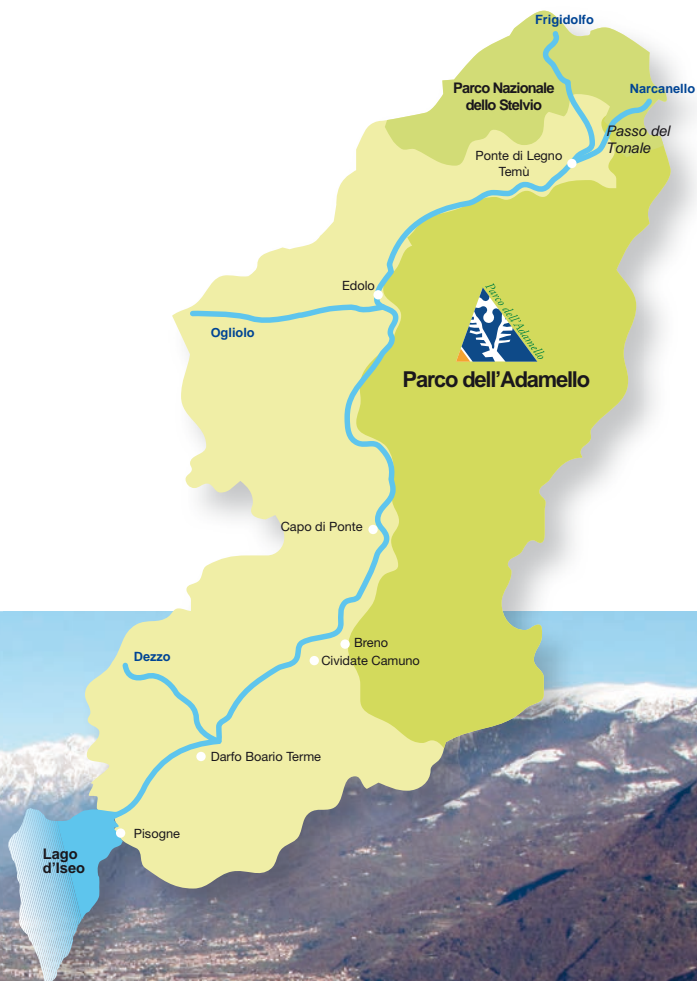 Frigidolfo
Parco Nazionale
dello Stelvio
Narcanello
Passo del
Tonale
Ponte di Legno
Temù
Edolo
Ogliolo
Parco dell'Adamello
Parco dell’Adamello
Capo di Ponte
Breno
Dezzo
Cividate Camuno
Darfo Boario Terme
Pisogne
Lago
d’Iseo